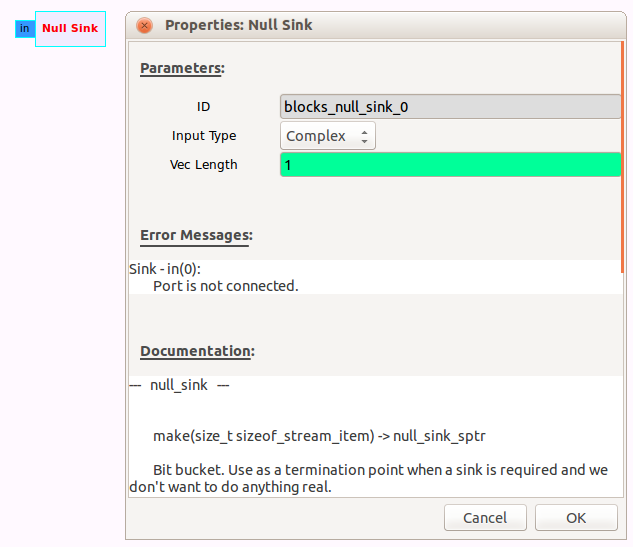 in
Null Sink
Properties: Null Sink
Parameters:
ID
blocks_null_sink_0
Input Type
Complex
Vec Length
1
Error Messages:
Sink - in(0):
Port is not connected.
Documentation:
--- null_sink ---
make(size_t sizeof_stream_item) -> null_sink_sptr
Bit bucket. Use as a termination point when a sink is required and we
don't want to do anything real.
Cancel
OK